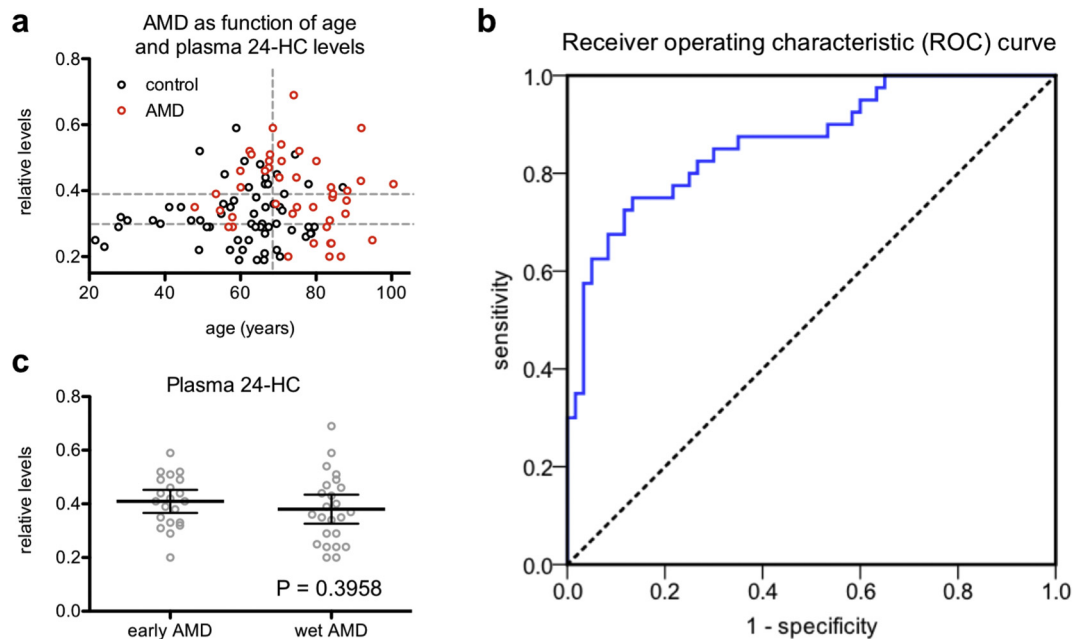 a
AMD as function of age
and plasma 24-HC levels
0.8
0.6
0.4
0.2
relative levels
control
AMD
20 40 60 80 100
age (years)
b
Receiver operating characteristic (ROC) curve
1.0
0.8
0.6
0.4
0.2
0.0
sensitivity
0.0 0.2 0.4 0.6 0.8 1.0
1 - specificity
c
Plasma 24-HC
0.8
0.6
0.4
0.2
0.0
relative levels
P = 0.3958
early AMD wet AMD